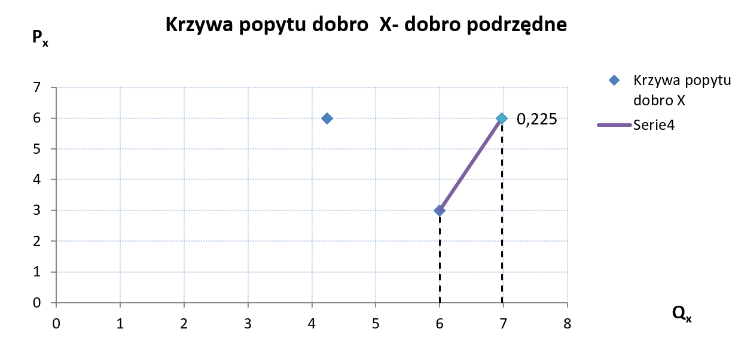 Krzywa popytu dobro X- dobro podrzędne
Px
7
6
5
4
3
2
1
0
0,225
0 1 2 3 4 5 6 7 8
Qx
Krzywa popytu
dobro X
Serie4